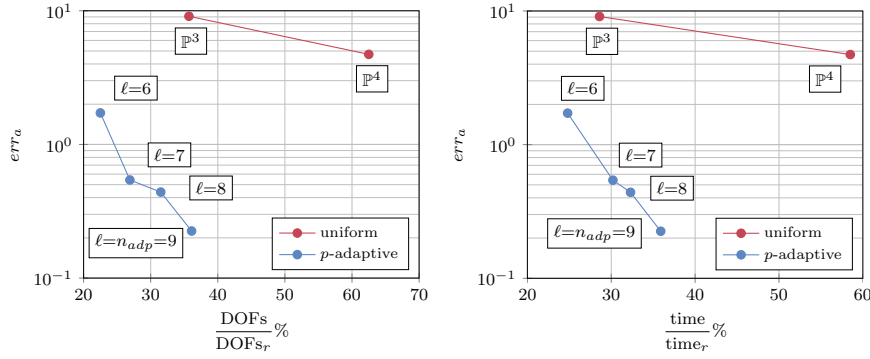 10^1
10^0
10^−1
err_a
ℙ^3
ℙ^4
ℓ=6
ℓ=7
ℓ=8
ℓ=n_adp=9
uniform
p-adaptive
20 30 40 50 60 70
DOFs
DOFs_r
%
10^1
10^0
10^−1
err_a
ℙ^3
ℙ^4
ℓ=6
ℓ=7
ℓ=8
ℓ=n_adp=9
uniform
p-adaptive
20 30 40 50 60
time
time_r
%